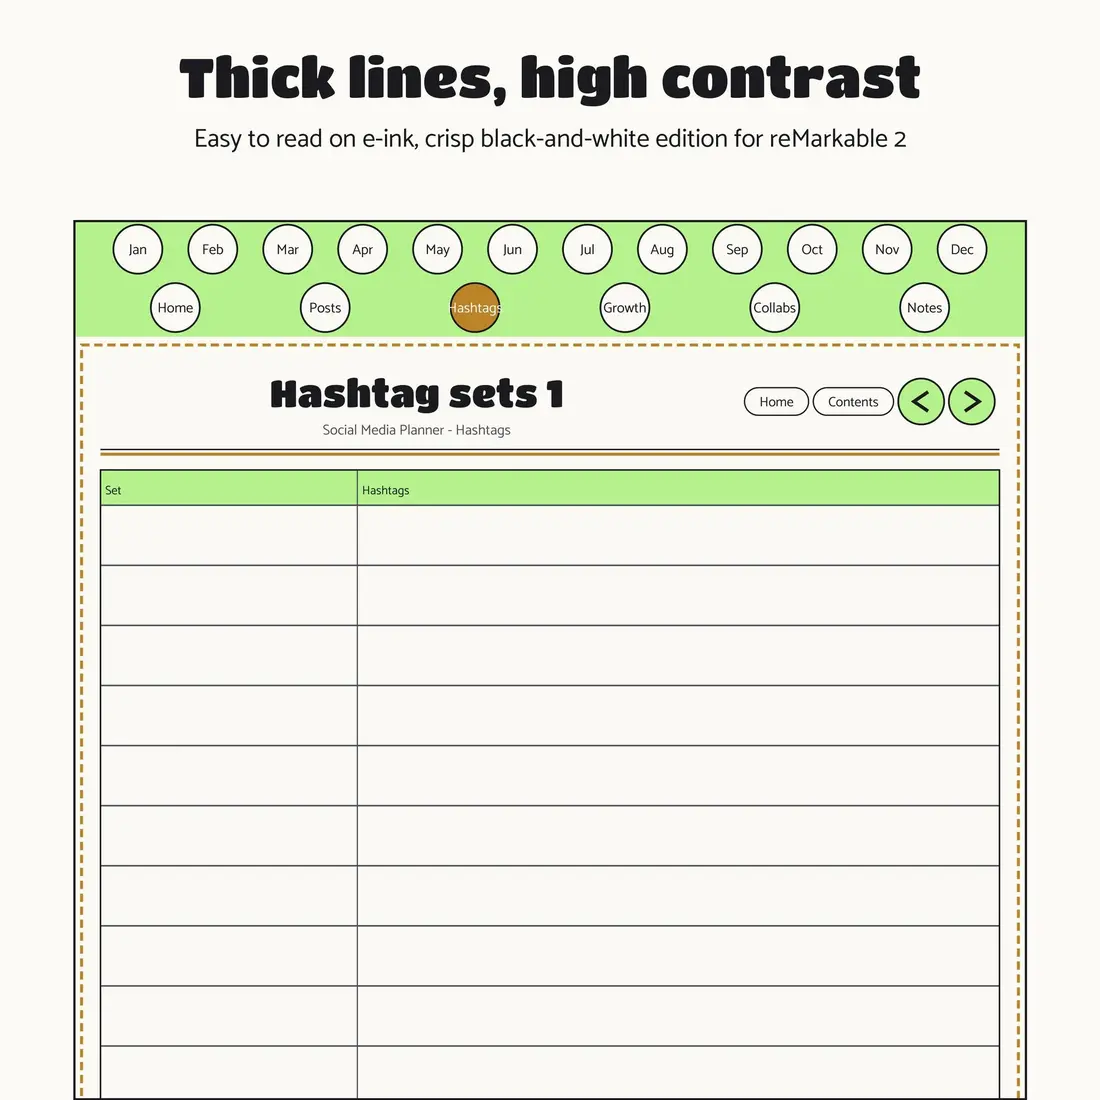 Thick lines, high contrast
Easy to read on e-ink, crisp black-and-white edition for reMarkable 2
Jan Feb Mar Apr May Jun Jul Aug Sep Oct Nov Dec
Home Posts Hashtags Growth Collabs Notes
Hashtag sets 1
Home Contents < >
Social Media Planner - Hashtags
Set Hashtags